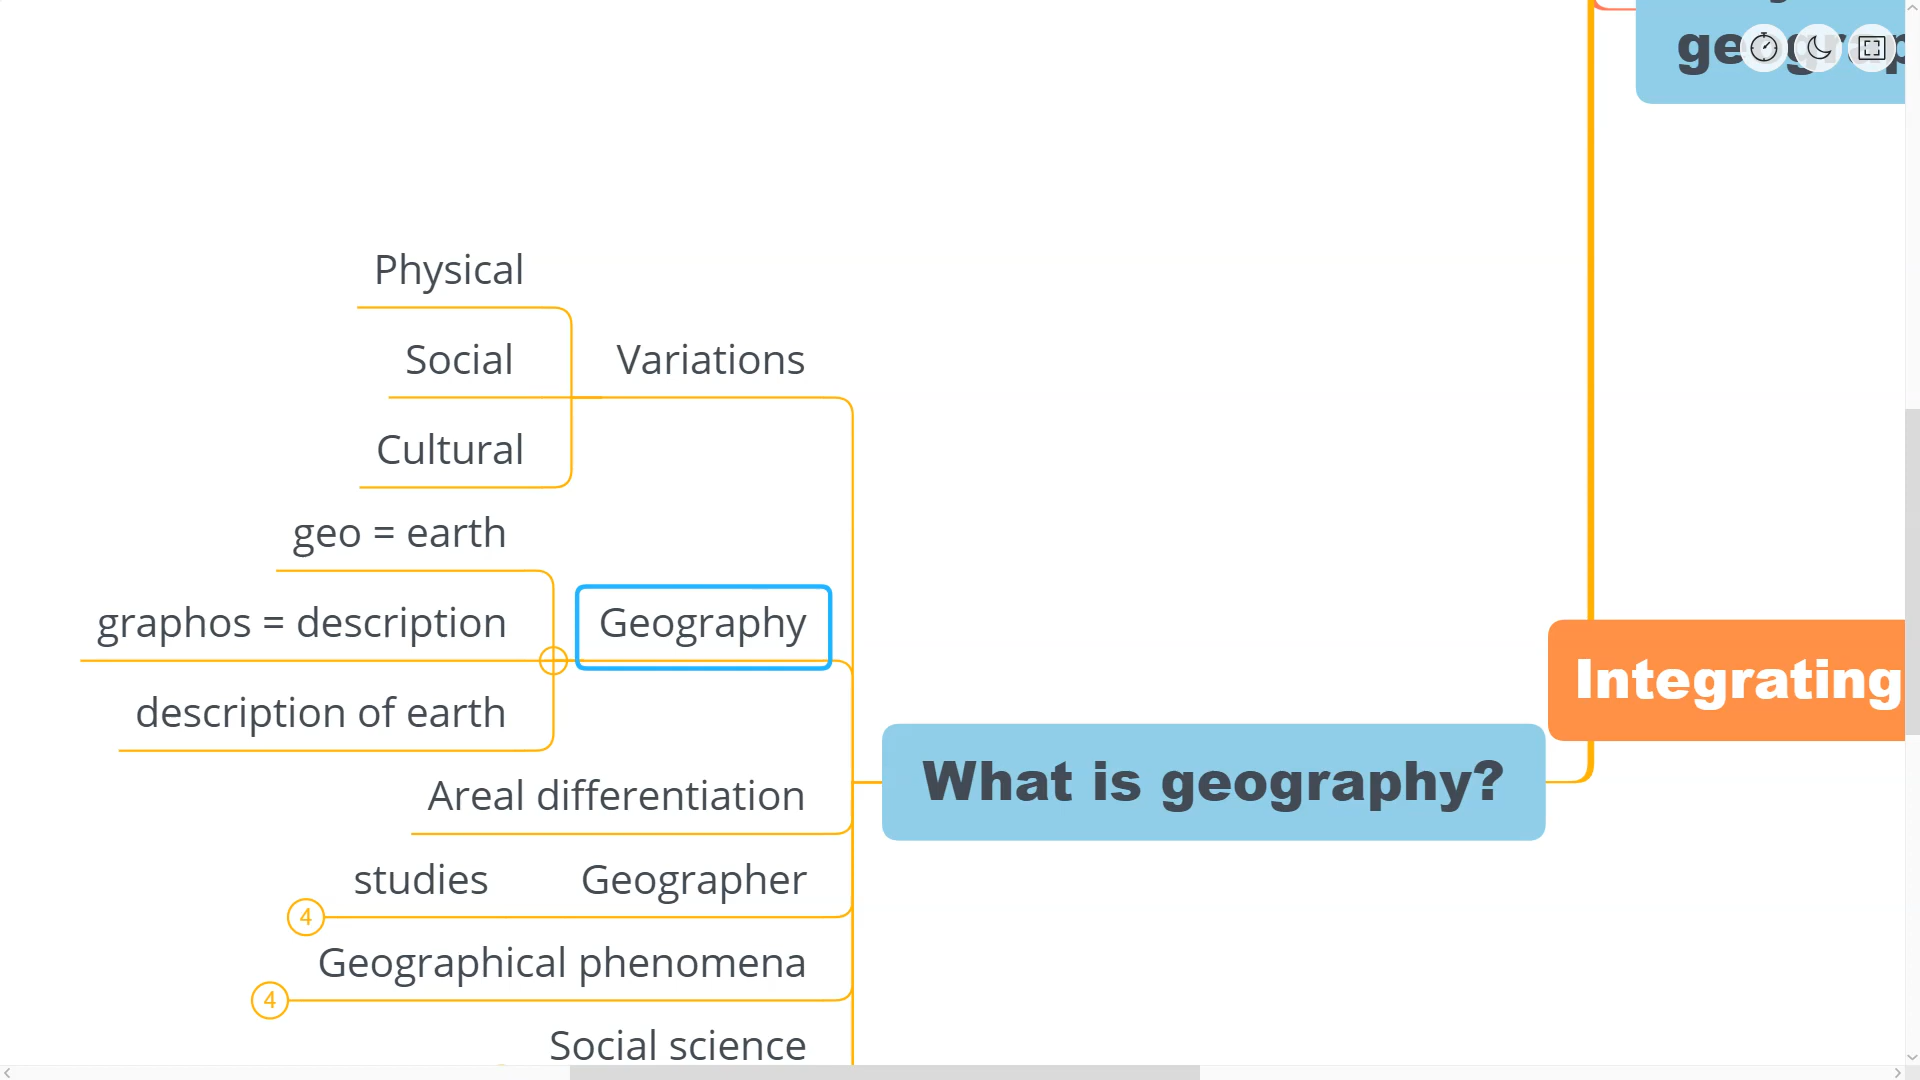 Physical
Social
Variations
Cultural
geo = earth
graphos = description
Geography
description of earth
Integrating
What is geography?
Areal differentiation
studies
Geographer
4
Geographical phenomena
4
Social science